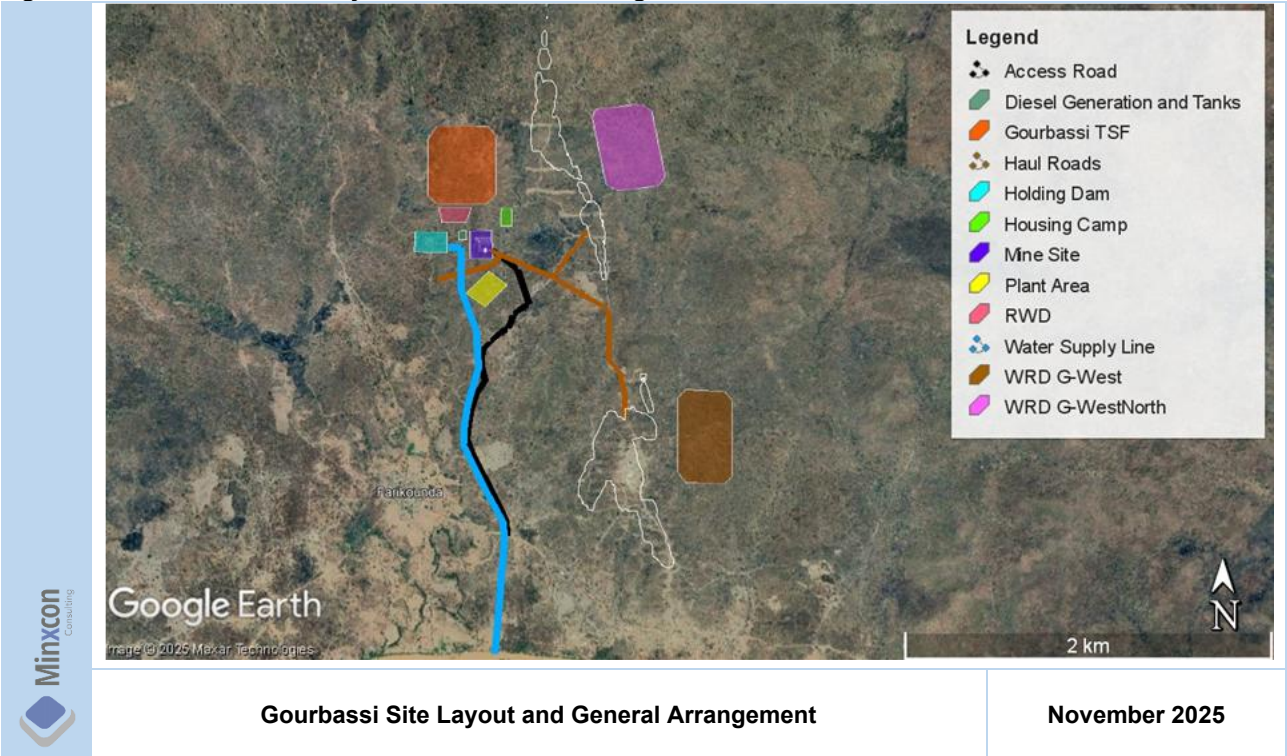 Legend
Access Road
Diesel Generation and Tanks
Gourbassi TSF
Haul Roads
Holding Dam
Housing Camp
Mine Site
Plant Area
RWD
Water Supply Line
WRD G-West
WRD G-WestNorth
Farikounda
Google Earth
Image © 2025 Maxar Technologies
N
2 km
Minxcon
Consulting
Gourbassi Site Layout and General Arrangement
November 2025